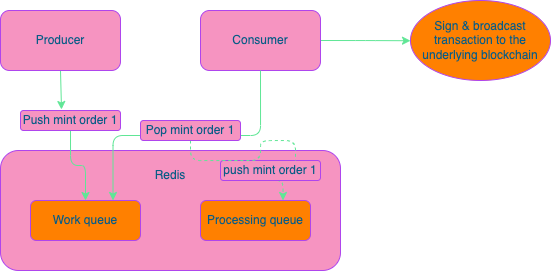 Producer
Consumer
Sign & broadcast
transaction to the
underlying blockchain
Push mint order 1
Pop mint order 1
Redis
push mint order 1
Work queue
Processing queue